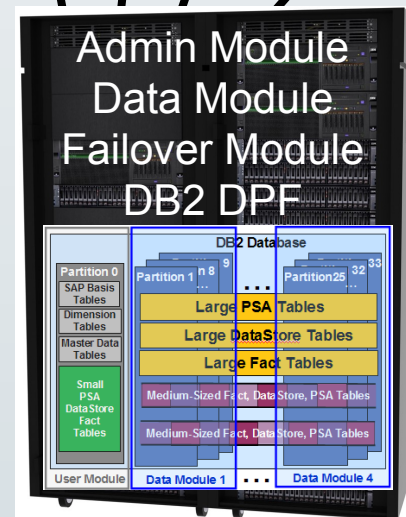 Admin Module
Data Module
Failover Module
DB2 DPF
DB2 Database
Partition 0
SAP Basis
Tables
Dimension
Tables
Master Data
Tables
Small
PSA
DataStore
Fact
Tables
User Module
9
8
Partition 1
...
33
32
...
Partition25
...
Large PSA Tables
Large DataStore Tables
Large Fact Tables
Medium-Sized Fact, DataStore, PSA Tables
Medium-Sized Fact, DataStore, PSA Tables
Data Module 1
...
Data Module 4